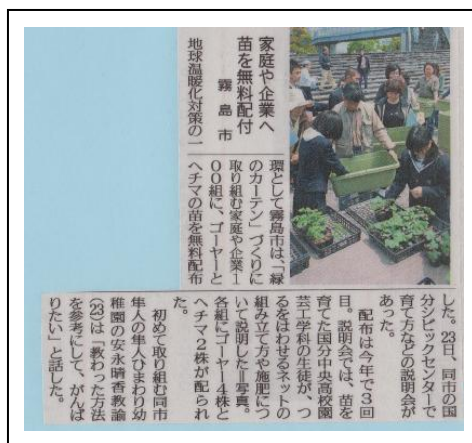 家庭や企業へ
苗を無料配付
霧島市
地球温暖化対策の一
環として霧島市は、「緑
のカーテン」づくりに
取り組む家庭や企業1
00組に、ゴーヤーと
ヘチマの苗を無料配布
した。23日、同市の国
分シビックセンターで
育て方などの説明会が
あった。
配布は今年で3回
目。説明会では、苗を
育てた国分中央高校園
芸工学科の生徒が、つ
るをはわせるネットの
組み立て方や施肥につ
いて説明した=写真。
各組にゴーヤー4株と
ヘチマ2株が配られ
た。
初めて取り組む同市
隼人の隼人ひまわり幼
稚園の安永晴香教諭
(23)は「教わった方法
を参考にして、がんば
りたい」と話した。